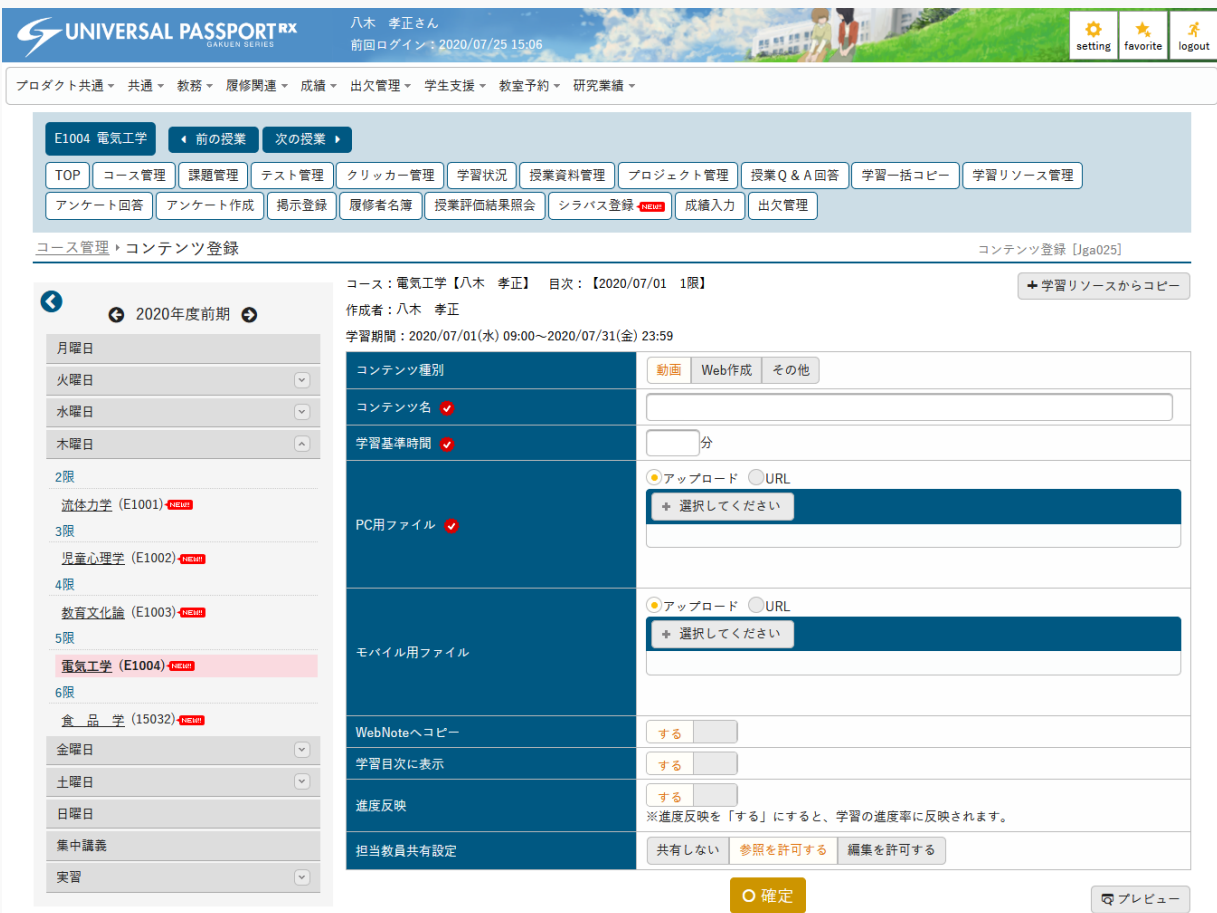 UNIVERSAL PASSPORT RX
GAKUEN SERIES
八木　孝正さん
前回ログイン：2020/07/25 15:06
setting favorite logout
プロダクト共通 共通 教務 履修関連 成績 出欠管理 学生支援 教室予約 研究業績
E1004 電気工学 前の授業 次の授業
TOP コース管理 課題管理 テスト管理 クリッカー管理 学習状況 授業資料管理 プロジェクト管理 授業Q＆A回答 学習一括コピー 学習リソース管理
アンケート回答 アンケート作成 掲示登録 履修者名簿 授業評価結果照会 シラバス登録 NEW!! 成績入力 出欠管理
コース管理 コンテンツ登録
コンテンツ登録 [Jga025]
2020年度前期
月曜日
火曜日
水曜日
木曜日
2限
流体力学 (E1001) NEW!!
3限
児童心理学 (E1002) NEW!!
4限
教育文化論 (E1003) NEW!!
5限
電気工学 (E1004) NEW!!
6限
食　品　学 (15032) NEW!!
金曜日
土曜日
日曜日
集中講義
実習
コース：電気工学【八木　孝正】　目次：【2020/07/01　1限】
＋学習リソースからコピー
作成者：八木　孝正
学習期間：2020/07/01(水) 09:00～2020/07/31(金) 23:59
コンテンツ種別 動画 Web作成 その他
コンテンツ名
学習基準時間 分
PC用ファイル アップロード URL
＋ 選択してください
モバイル用ファイル アップロード URL
＋ 選択してください
WebNoteへコピー する
学習目次に表示 する
進度反映 する
※進度反映を「する」にすると、学習の進度率に反映されます。
担当教員共有設定 共有しない 参照を許可する 編集を許可する
確定
プレビュー